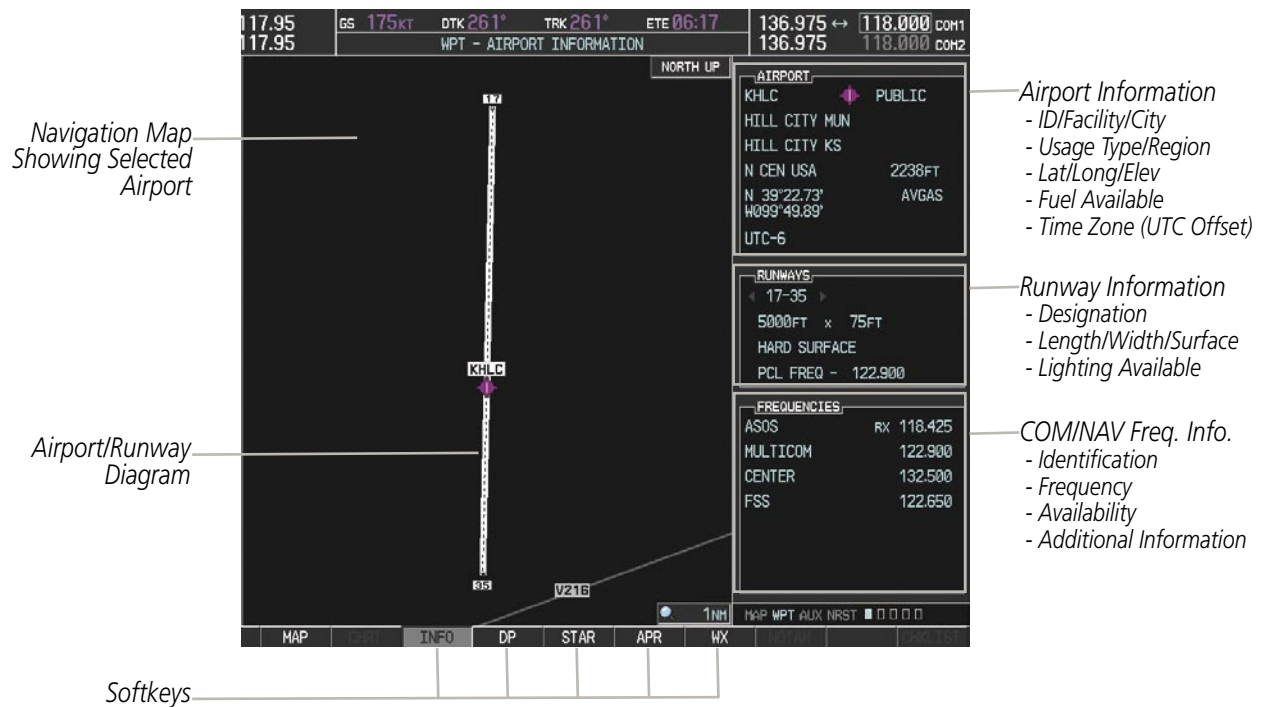 117.95 GS 175KT DTK 261° TRK 261° ETE 06:17 136.975 ↔ 118.000 COM1
117.95 WPT – AIRPORT INFORMATION 136.975 118.000 COM2
NORTH UP
17
KHLC
35
V216
1NM
AIRPORT
KHLC PUBLIC
HILL CITY MUN
HILL CITY KS
N CEN USA 2238FT
N 39°22.73' AVGAS
W099°49.89'
UTC-6
RUNWAYS
17-35
5000FT x 75FT
HARD SURFACE
PCL FREQ – 122.900
FREQUENCIES
ASOS RX 118.425
MULTICOM 122.900
CENTER 132.500
FSS 122.650
MAP WPT AUX NRST
MAP CHRT INFO DP STAR APR WX NOTAM CHKLIST
Navigation Map
Showing Selected
Airport
Airport/Runway
Diagram
Softkeys
Airport Information
- ID/Facility/City
- Usage Type/Region
- Lat/Long/Elev
- Fuel Available
- Time Zone (UTC Offset)
Runway Information
- Designation
- Length/Width/Surface
- Lighting Available
COM/NAV Freq. Info.
- Identification
- Frequency
- Availability
- Additional Information